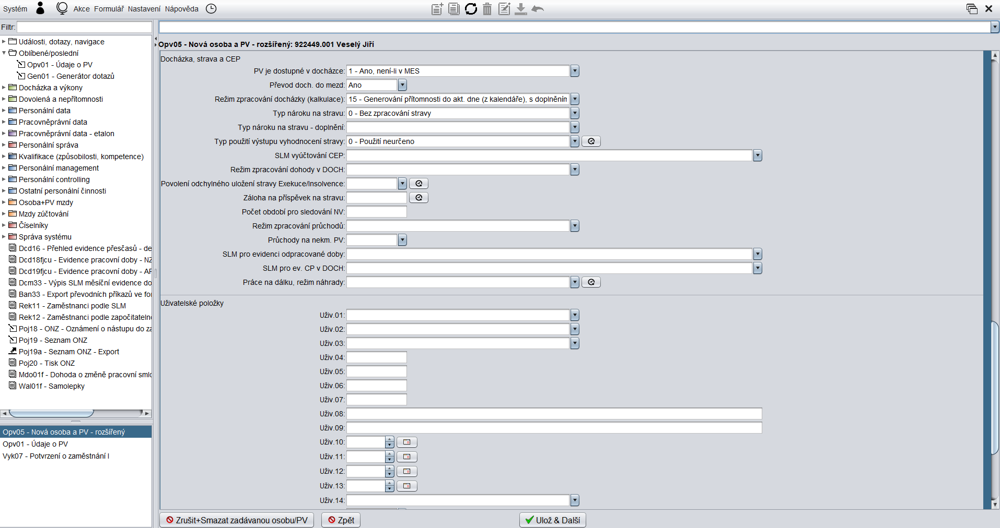 Systém Akce Formulář Nastavení Nápověda
Filtr:
Události, dotazy, navigace
Oblíbené/poslední
Opv01 - Údaje o PV
Gen01 - Generátor dotazů
Docházka a výkony
Dovolená a nepřítomnosti
Personální data
Pracovněprávní data
Pracovněprávní data - etalon
Personální správa
Kvalifikace (způsobilosti, kompetence)
Personální management
Personální controlling
Ostatní personální činnosti
Osoba+PV mzdy
Mzdy zúčtování
Číselníky
Správa systému
Dcd16 - Přehled evidence přesčasů - de
Dcd18fjcu - Evidence pracovní doby - NZ
Dcd19fjcu - Evidence pracovní doby - AF
Dcm33 - Výpis SLM měsíční evidence do
Ban33 - Export převodních příkazů ve for
Rek11 - Zaměstnanci podle SLM
Rek12 - Zaměstnanci podle započitatelné
Poj18 - ONZ - Oznámení o nástupu do za
Poj19 - Seznam ONZ
Poj19a - Seznam ONZ - Export
Poj20 - Tisk ONZ
Mdo01f - Dohoda o změně pracovní smlo
Wal01f - Samolepky
Opv05 - Nová osoba a PV - rozšířený
Opv01 - Údaje o PV
Vyk07 - Potvrzení o zaměstnání I
Opv05 - Nová osoba a PV - rozšířený: 922449.001 Veselý Jiří
Docházka, strava a CEP
PV je dostupné v docházce: 1 - Ano, není-li v MES
Převod doch. do mezd: Ano
Režim zpracování docházky (kalkulace): 15 - Generování přítomnosti do akt. dne (z kalendáře), s doplněním
Typ nároku na stravu: 0 - Bez zpracování stravy
Typ nároku na stravu - doplnění:
Typ použití výstupu vyhodnocení stravy: 0 - Použití neurčeno
SLM vyúčtování CEP:
Režim zpracování dohody v DOCH:
Povolení odchylného uložení stravy Exekuce/Insolvence:
Záloha na příspěvek na stravu:
Počet období pro sledování NV:
Režim zpracování průchodů:
Průchody na nekm. PV:
SLM pro evidenci odpracované doby:
SLM pro ev. CP v DOCH:
Práce na dálku, režim náhrady:
Uživatelské položky
Uživ.01:
Uživ.02:
Uživ.03:
Uživ.04:
Uživ.05:
Uživ.06:
Uživ.07:
Uživ.08:
Uživ.09:
Uživ.10:
Uživ.11:
Uživ.12:
Uživ.13:
Uživ.14:
Zrušit+Smazat zadávanou osobu/PV Zpět Ulož & Další